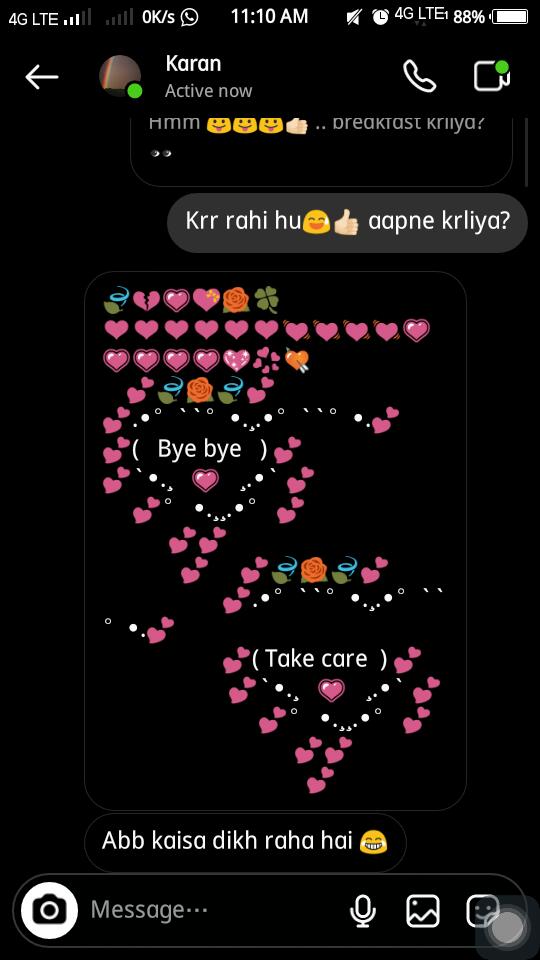 4G LTE 0K/s 11:10 AM 4G LTE 88%
Karan
Active now
Hmm 😛😛😛👍🏻 .. breakfast krliya?
👀
Krr rahi hu😅👍🏻 aapne krliya?
🍃💔💗💝🌹🍀
❤❤❤❤❤❤💓💓💓💓💗
💗💗💗💗💖💞💘
💕🍃🌹🍃💕
💕.•° ``° •.¸.•° ``° •.💕
💕( Bye bye )💕
💕`•.¸ 💗 ¸.•`💕
💕° •.¸¸.•° 💕
💕💕
💕 💕🍃🌹🍃💕
💕.•° ``° •.¸.•° ``
° •.💕
💕( Take care )💕
💕`•.¸ 💗 ¸.•`💕
💕° •.¸¸.•° 💕
💕💕
💕
Abb kaisa dikh raha hai 😂
Message···